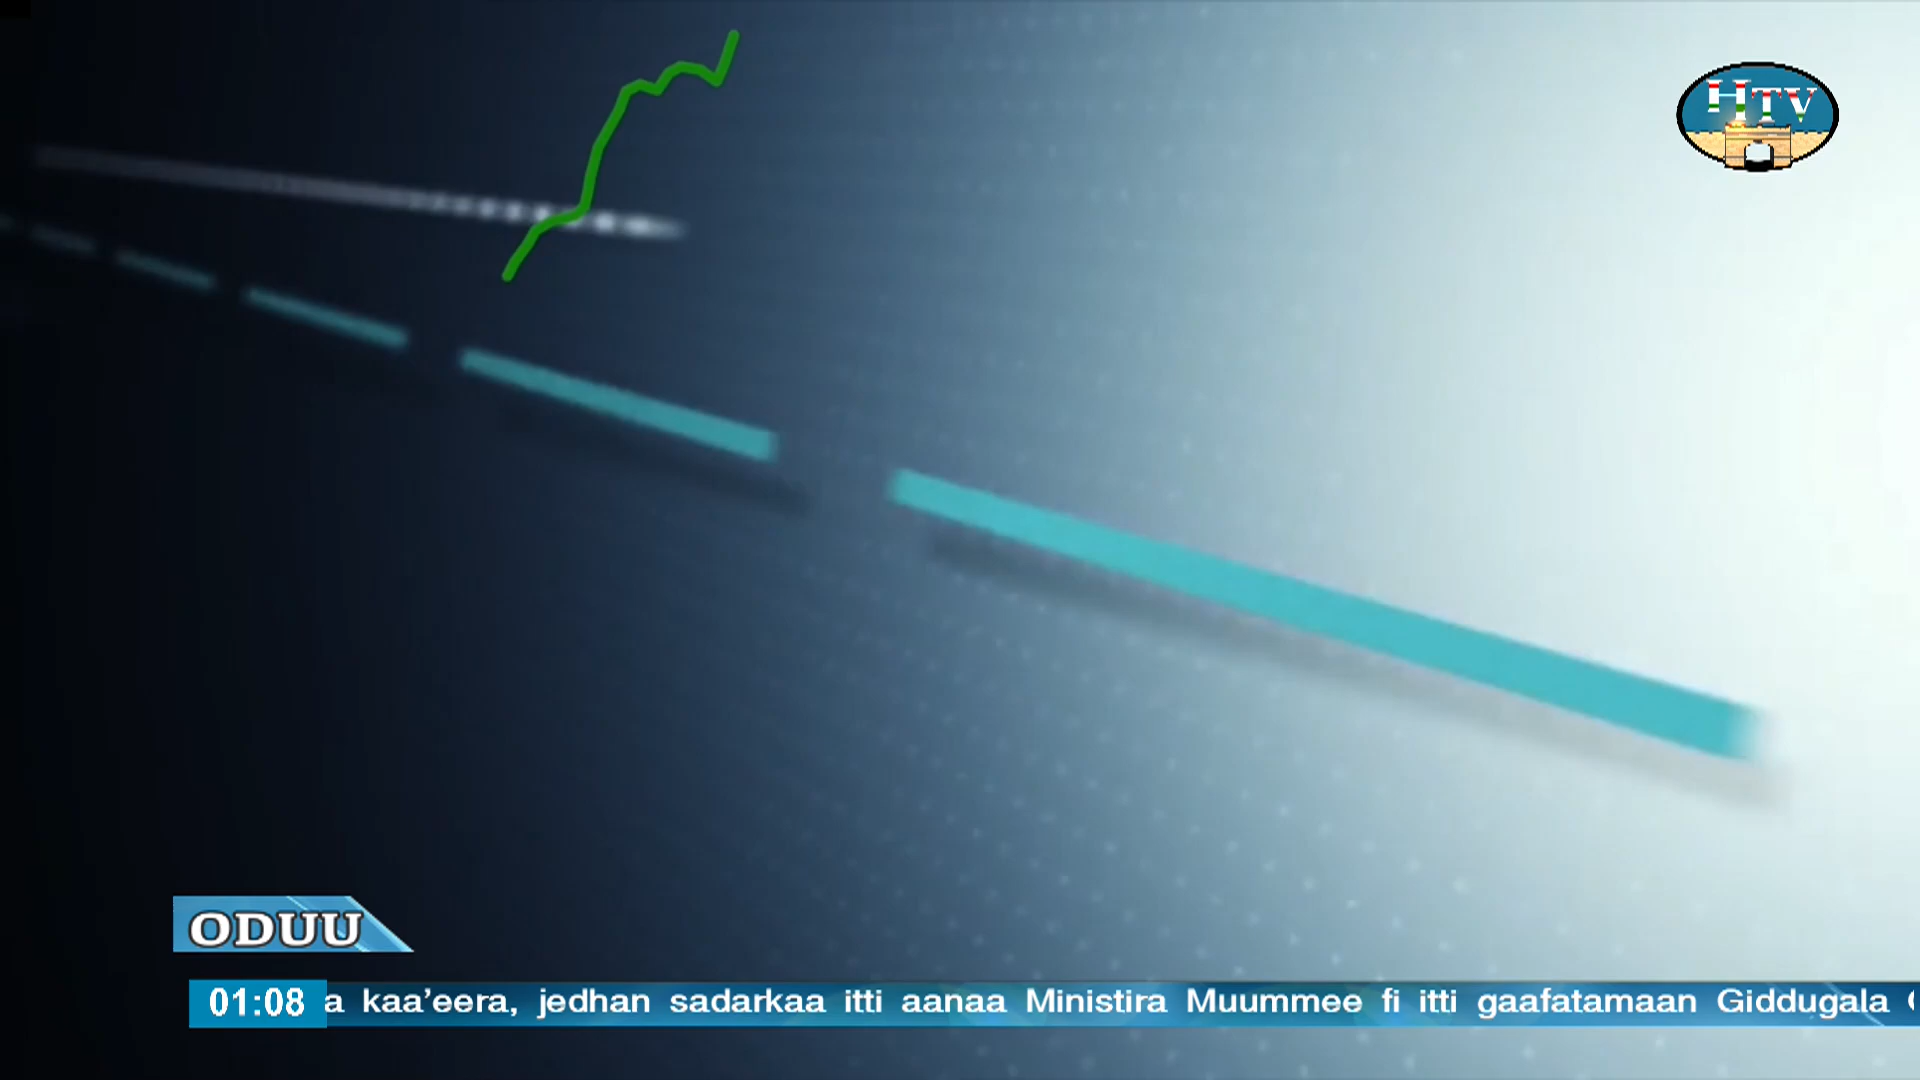 HTV
ODUU
01:08
a kaa’eera, jedhan sadarkaa itti aanaa Ministira Muummee fi itti gaafatamaan Giddugala